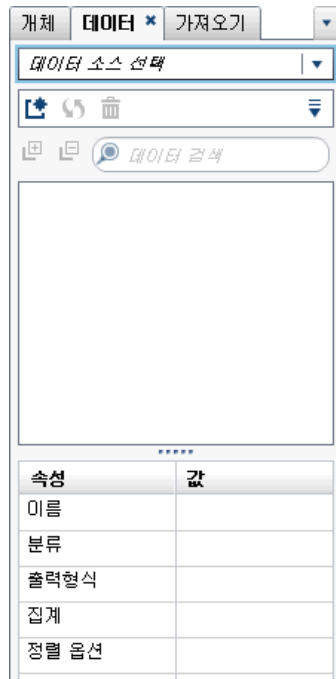 개체 데이터 가져오기
데이터 소스 선택
데이터 검색
속성 값
이름
분류
출력형식
집계
정렬 옵션